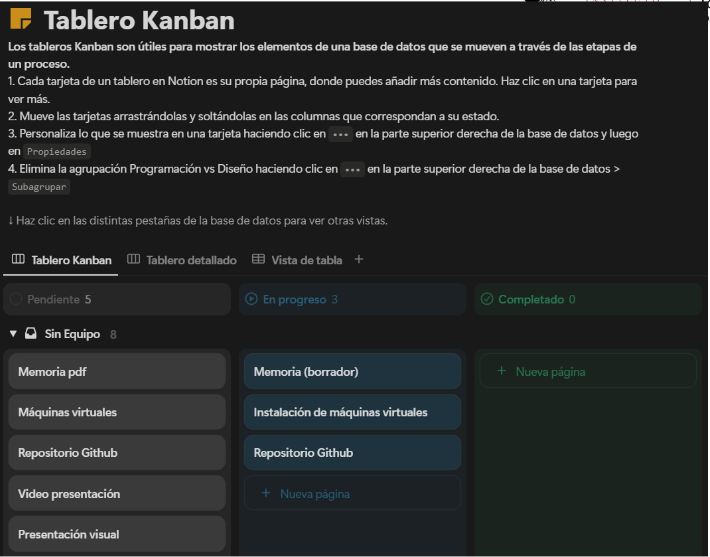 Tablero Kanban
Los tableros Kanban son útiles para mostrar los elementos de una base de datos que se mueven a través de las etapas de
un proceso.
1. Cada tarjeta de un tablero en Notion es su propia página, donde puedes añadir más contenido. Haz clic en una tarjeta para
ver más.
2. Mueve las tarjetas arrastrándolas y soltándolas en las columnas que correspondan a su estado.
3. Personaliza lo que se muestra en una tarjeta haciendo clic en ••• en la parte superior derecha de la base de datos y luego
en Propiedades
4. Elimina la agrupación Programación vs Diseño haciendo clic en ••• en la parte superior derecha de la base de datos >
Subagrupar
↓ Haz clic en las distintas pestañas de la base de datos para ver otras vistas.
Tablero Kanban Tablero detallado Vista de tabla +
Pendiente 5 En progreso 3 Completado 0
▼ Sin Equipo 8
Memoria pdf Memoria (borrador) + Nueva página
Máquinas virtuales Instalación de máquinas virtuales
Repositorio Github Repositorio Github
Video presentación + Nueva página
Presentación visual